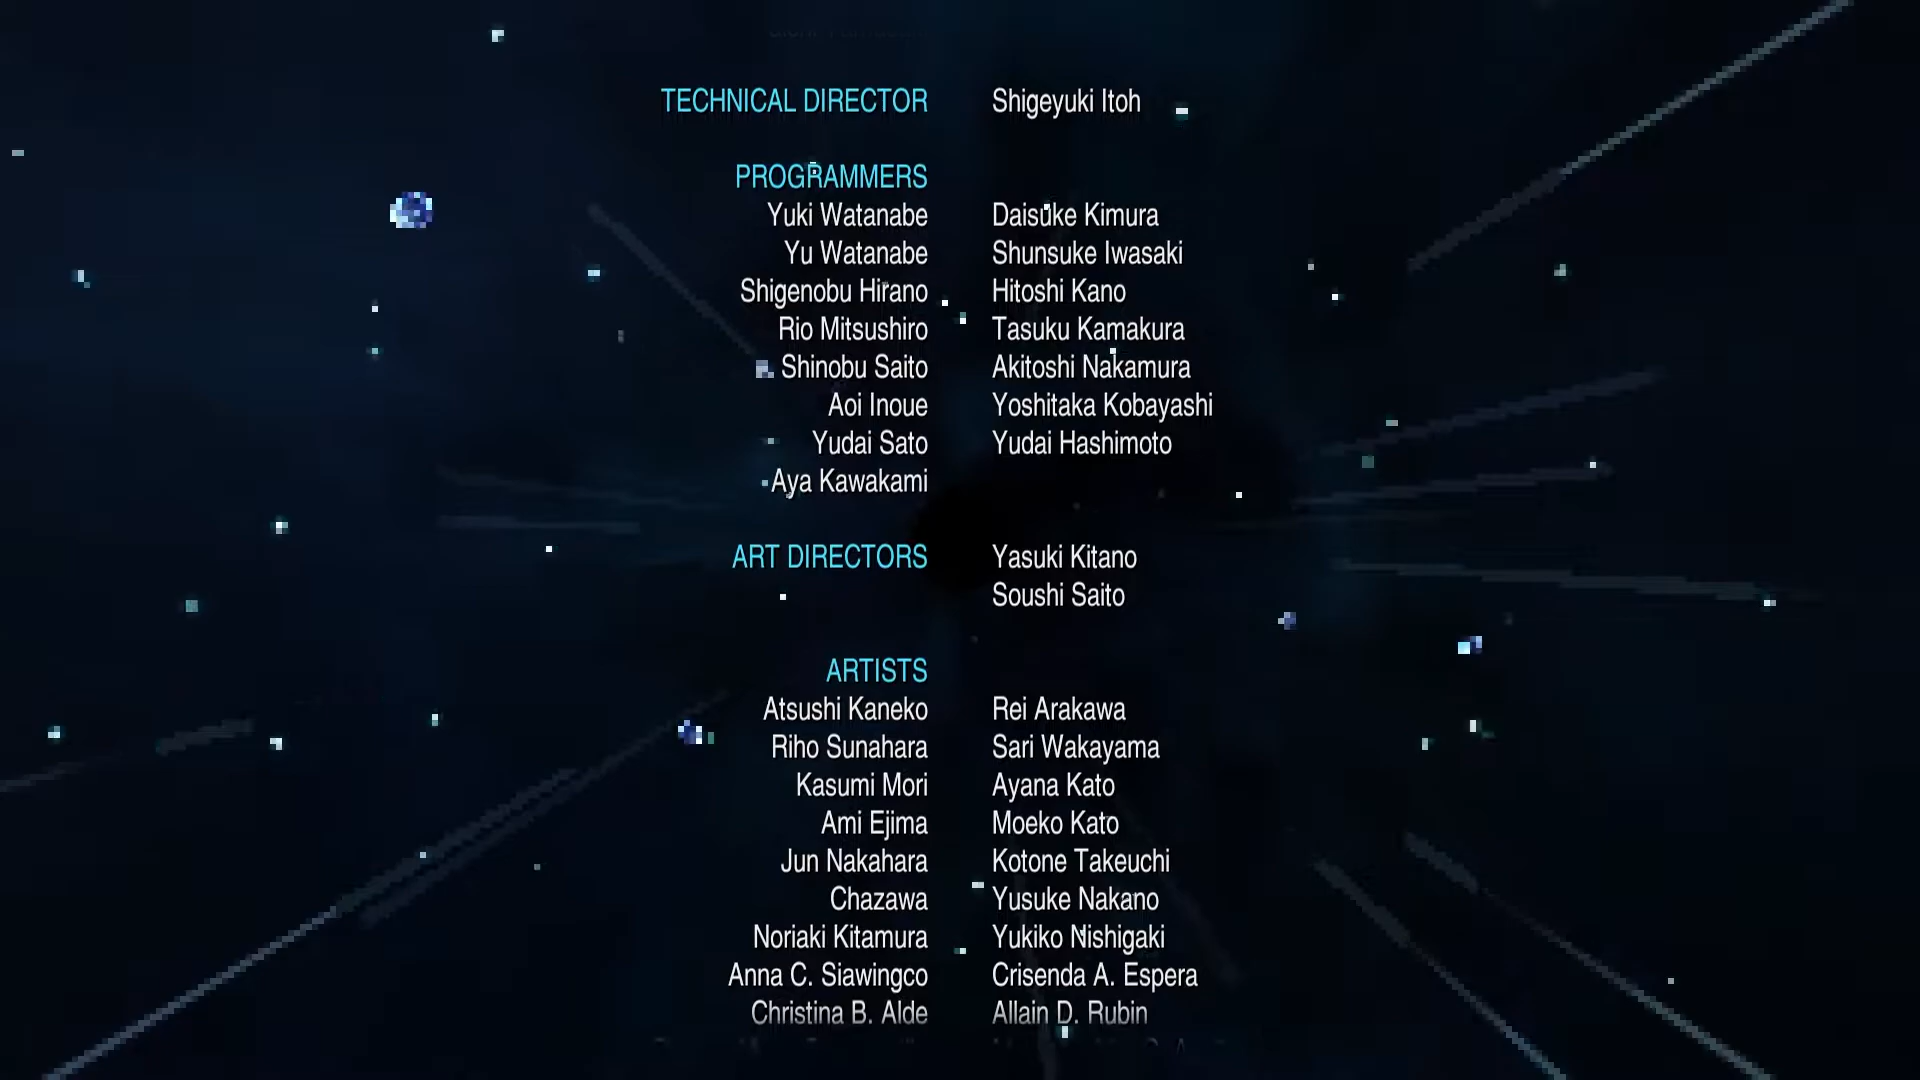 TECHNICAL DIRECTOR Shigeyuki Itoh
PROGRAMMERS
Yuki Watanabe Daisuke Kimura
Yu Watanabe Shunsuke Iwasaki
Shigenobu Hirano Hitoshi Kano
Rio Mitsushiro Tasuku Kamakura
Shinobu Saito Akitoshi Nakamura
Aoi Inoue Yoshitaka Kobayashi
Yudai Sato Yudai Hashimoto
Aya Kawakami
ART DIRECTORS Yasuki Kitano
Soushi Saito
ARTISTS
Atsushi Kaneko Rei Arakawa
Riho Sunahara Sari Wakayama
Kasumi Mori Ayana Kato
Ami Ejima Moeko Kato
Jun Nakahara Kotone Takeuchi
Chazawa Yusuke Nakano
Noriaki Kitamura Yukiko Nishigaki
Anna C. Siawingco Crisenda A. Espera
Christina B. Alde Allain D. Rubin